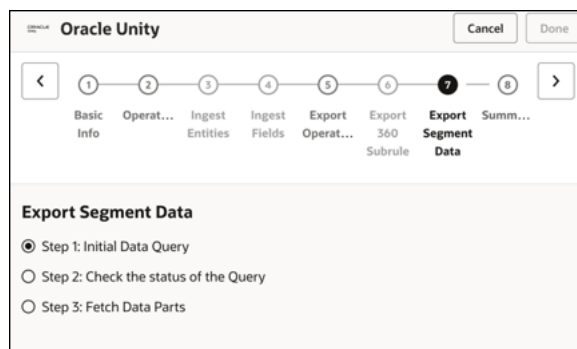 Oracle Unity
Cancel
Done
1 2 3 4 5 6 7 8
Basic Info
Operat...
Ingest Entities
Ingest Fields
Export Operat...
Export 360 Subrule
Export Segment Data
Summ...
Export Segment Data
Step 1: Initial Data Query
Step 2: Check the status of the Query
Step 3: Fetch Data Parts